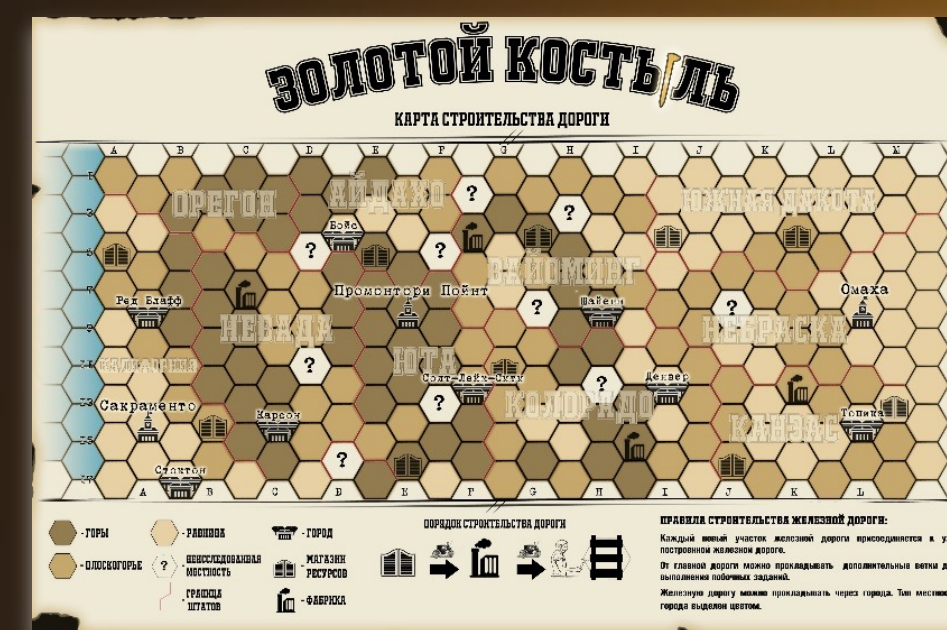 ЗОЛОТОЙ КОСТЫЛЬ
КАРТА СТРОИТЕЛЬСТВА ДОРОГИ
A B C D E F G H I J K L M
ОРЕГОН
АЙДАХО
ЮЖНАЯ ДАКОТА
?
?
Бойс
?
?
ВАЙОМИНГ
Промонтори Пойнт
Омаха
Ред Блафф
Шайенн
?
?
НЕВАДА
НЕБРАСКА
КАЛИФОРНИЯ
ЮТА
?
Солт-Лейк-Сити
Денвер
?
Сакраменто
?
КОЛОРАДО
Карсон
Топика
КАНЗАС
Стоктон
?
A B C D E F G H I J K L
- ГОРЫ
- РАВНИНА
- ГОРОД
- ПЛОСКОГОРЬЕ
? - НЕИССЛЕДОВАННАЯ МЕСТНОСТЬ
- МАГАЗИН РЕСУРСОВ
- ГРАНИЦА ШТАТОВ
- ФАБРИКА
ПОРЯДОК СТРОИТЕЛЬСТВА ДОРОГИ
ПРАВИЛА СТРОИТЕЛЬСТВА ЖЕЛЕЗНОЙ ДОРОГИ:
Каждый новый участок железной дороги присоединяется к у
построенной железной дороге.
От главной дороги можно прокладывать дополнительные ветки д
выполнения побочных заданий.
Железную дорогу можно прокладывать через города. Тип местнос
города выделен цветом.